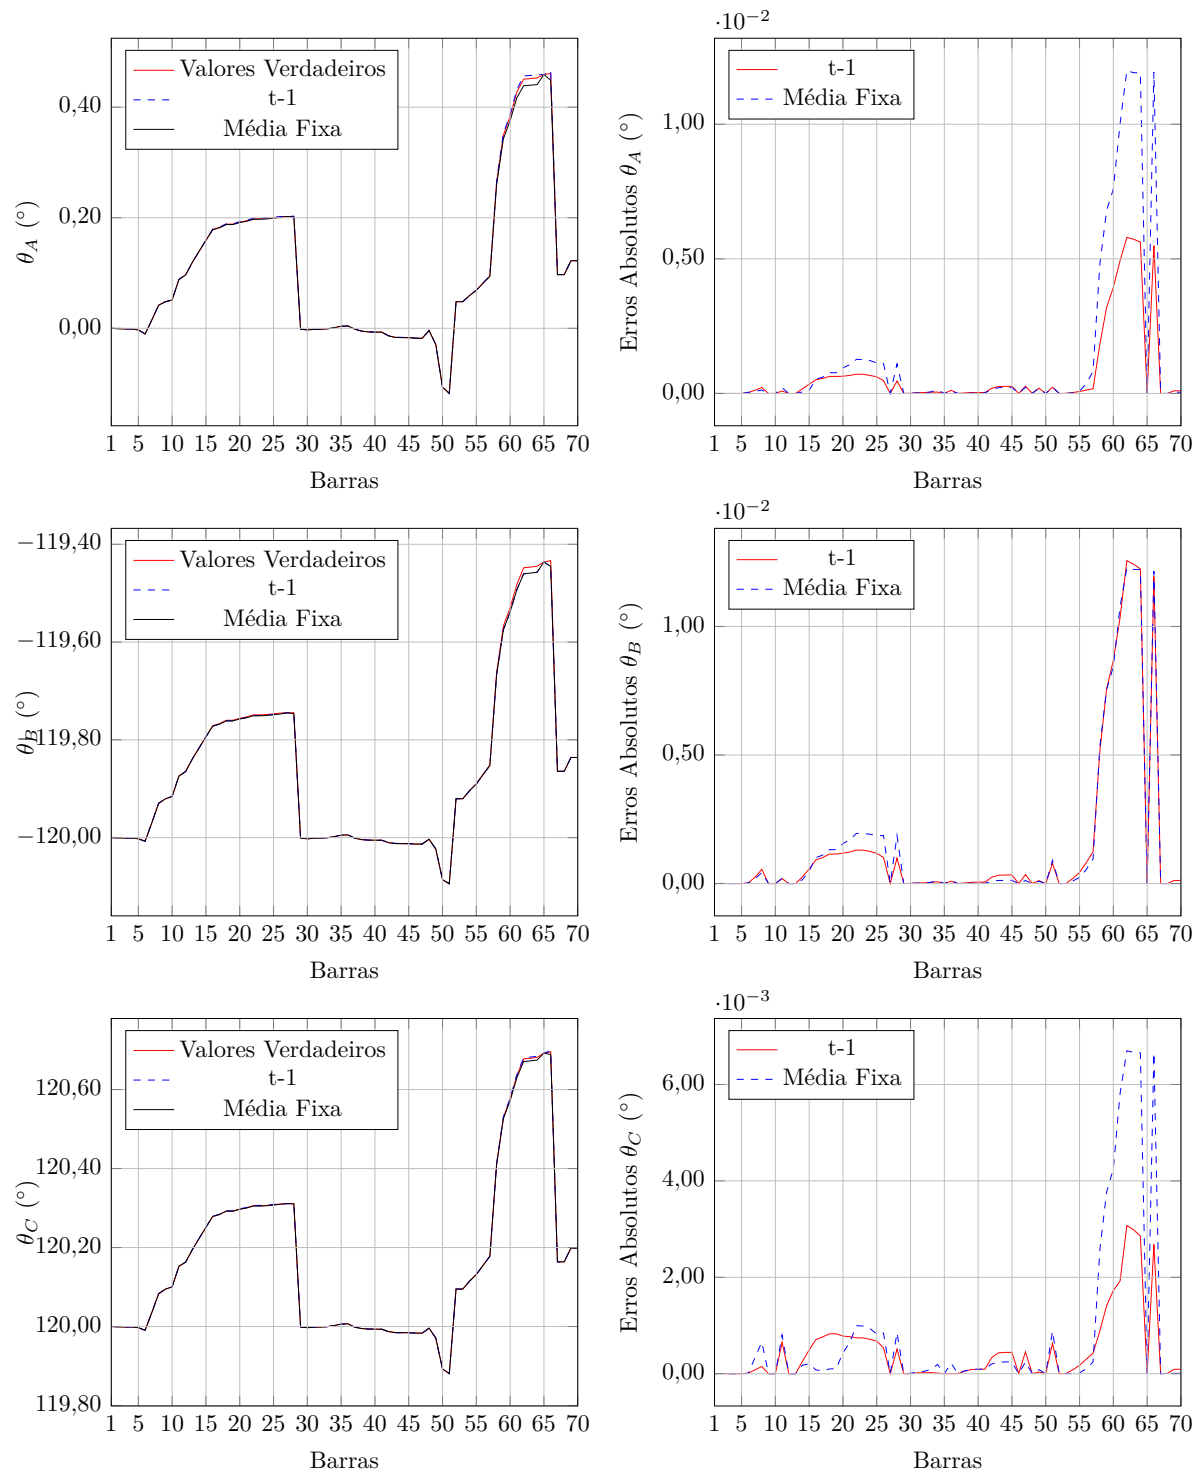 Valores Verdadeiros
t-1
Média Fixa
0,40
0,20
0,00
θA (°)
1 5 10 15 20 25 30 35 40 45 50 55 60 65 70
Barras
·10−2
t-1
Média Fixa
1,00
0,50
0,00
Erros Absolutos θA (°)
1 5 10 15 20 25 30 35 40 45 50 55 60 65 70
Barras
Valores Verdadeiros
t-1
Média Fixa
−119,40
−119,60
−119,80
−120,00
θB (°)
1 5 10 15 20 25 30 35 40 45 50 55 60 65 70
Barras
·10−2
t-1
Média Fixa
1,00
0,50
0,00
Erros Absolutos θB (°)
1 5 10 15 20 25 30 35 40 45 50 55 60 65 70
Barras
Valores Verdadeiros
t-1
Média Fixa
120,60
120,40
120,20
120,00
119,80
θC (°)
1 5 10 15 20 25 30 35 40 45 50 55 60 65 70
Barras
·10−3
t-1
Média Fixa
6,00
4,00
2,00
0,00
Erros Absolutos θC (°)
1 5 10 15 20 25 30 35 40 45 50 55 60 65 70
Barras